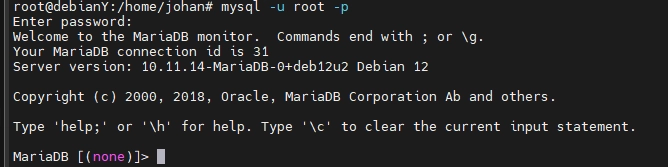 root@debianY:/home/johan# mysql -u root -p
Enter password:
Welcome to the MariaDB monitor.  Commands end with ; or \g.
Your MariaDB connection id is 31
Server version: 10.11.14-MariaDB-0+deb12u2 Debian 12
Copyright (c) 2000, 2018, Oracle, MariaDB Corporation Ab and others.
Type 'help;' or '\h' for help. Type '\c' to clear the current input statement.
MariaDB [(none)]>